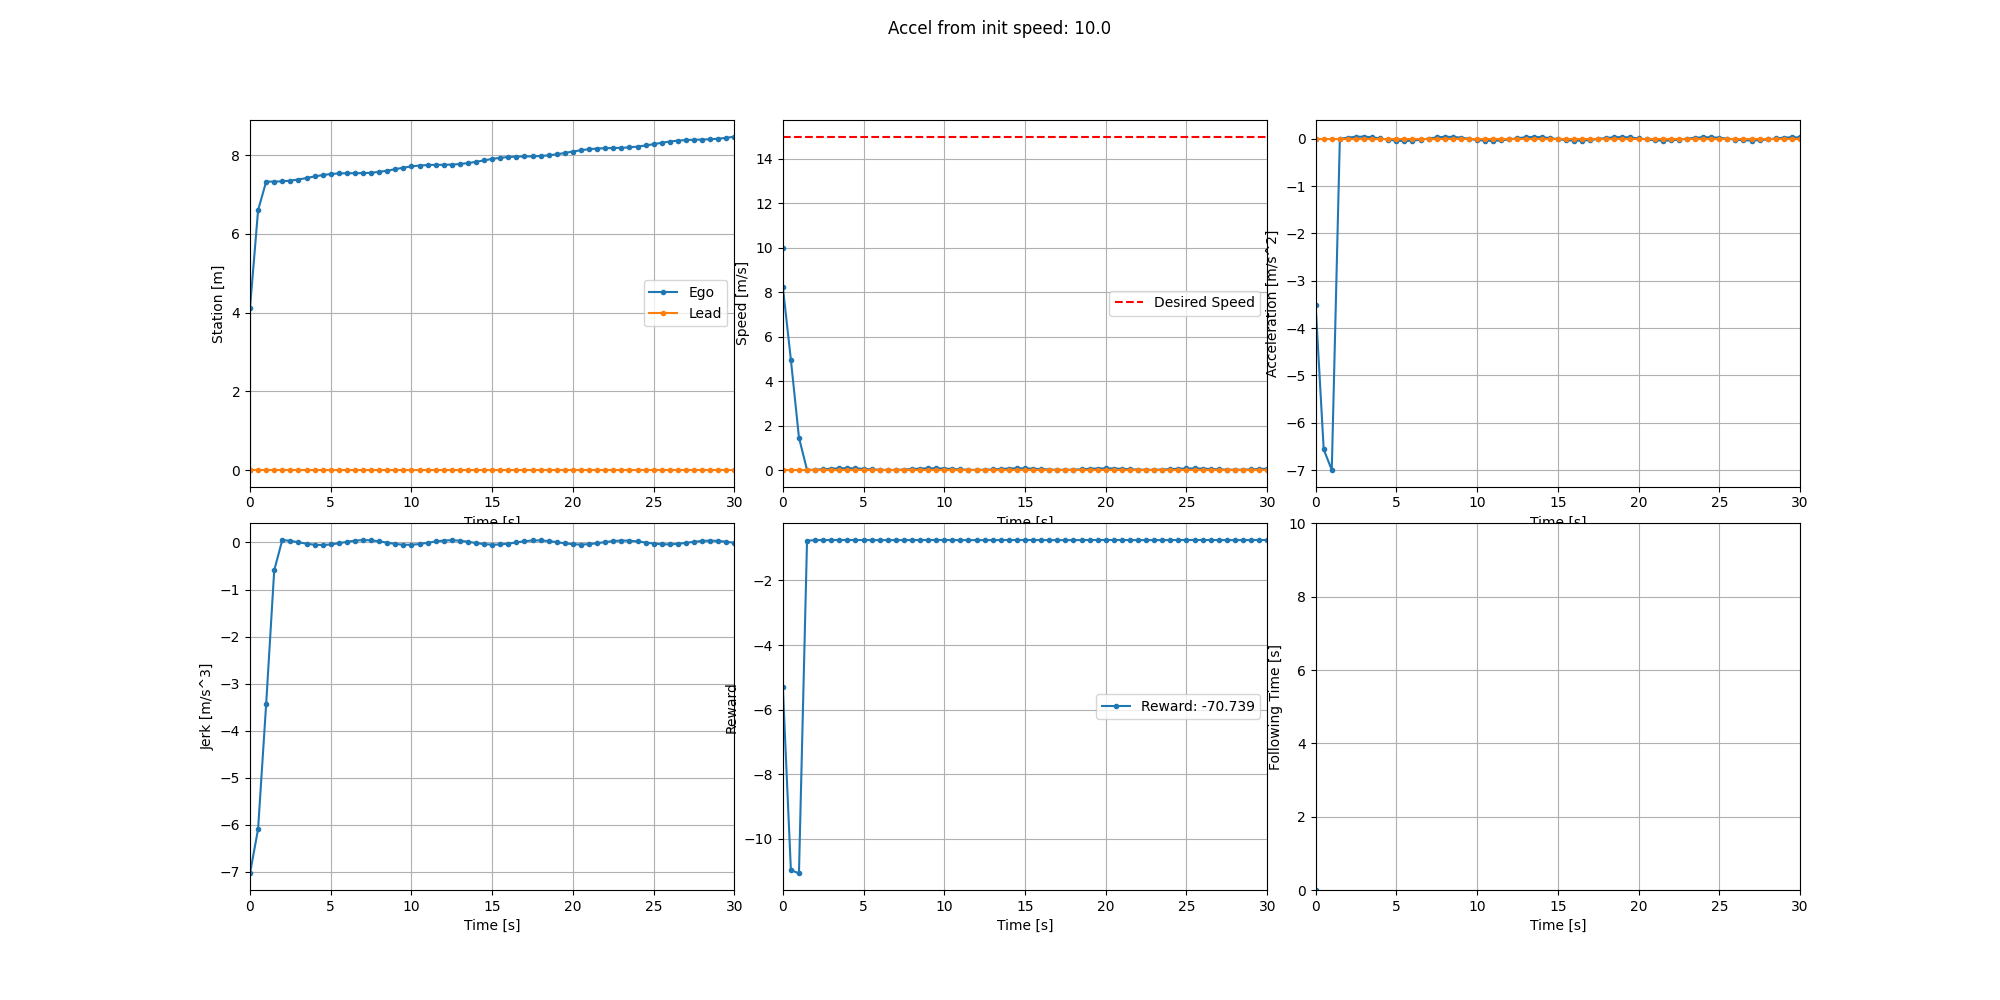 Accel from init speed: 10.0
Station [m]
8
6
4
2
0
Ego
Lead
0 5 10 15 20 25 30
Time [s]
Speed [m/s]
14
12
10
8
6
4
2
0
Desired Speed
0 5 10 15 20 25 30
Time [s]
Acceleration [m/s^2]
0
−1
−2
−3
−4
−5
−6
−7
0 5 10 15 20 25 30
Time [s]
Jerk [m/s^3]
0
−1
−2
−3
−4
−5
−6
−7
0 5 10 15 20 25 30
Time [s]
Reward
−2
−4
−6
−8
−10
Reward: -70.739
0 5 10 15 20 25 30
Time [s]
Following Time [s]
10
8
6
4
2
0
0 5 10 15 20 25 30
Time [s]